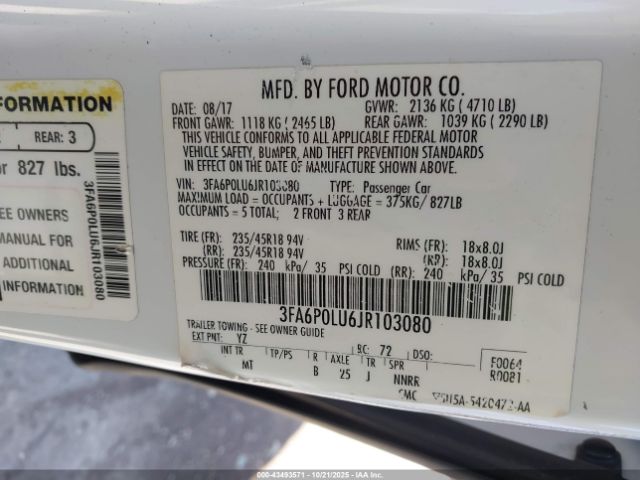 FORMATION
REAR: 3
or 827 lbs.
EE OWNERS
MANUAL FOR
ADDITIONAL
INFORMATION
3FA6P0LU6JR103080
MFD. BY FORD MOTOR CO.
DATE: 08/17 GVWR: 2136 KG ( 4710 LB)
FRONT GAWR: 1118 KG ( 2465 LB) REAR GAWR: 1039 KG ( 2290 LB)
THIS VEHICLE CONFORMS TO ALL APPLICABLE FEDERAL MOTOR
VEHICLE SAFETY, BUMPER, AND THEFT PREVENTION STANDARDS
IN EFFECT ON THE DATE OF MANUFACTURE SHOWN ABOVE.
VIN: 3FA6P0LU6JR103080 TYPE: Passenger Car
MAXIMUM LOAD = OCCUPANTS + LUGGAGE = 375KG/ 827LB
OCCUPANTS = 5 TOTAL; 2 FRONT 3 REAR
TIRE (FR): 235/45R18 94V RIMS (FR): 18x8.0J
(RR): 235/45R18 94V (RR): 18x8.0J
PRESSURE (FR): 240 kPa/ 35 PSI COLD (RR): 240 kPa/ 35 PSI COLD
3FA6P0LU6JR103080
TRAILER TOWING - SEE OWNER GUIDE
EXT PNT: YZ RC: 72 DSO: F0064
INT TR TP/PS R AXLE TR SPR R0081
MT B 25 J NNRR
000-43493571 - 10/21/2025 - IAAI.COM